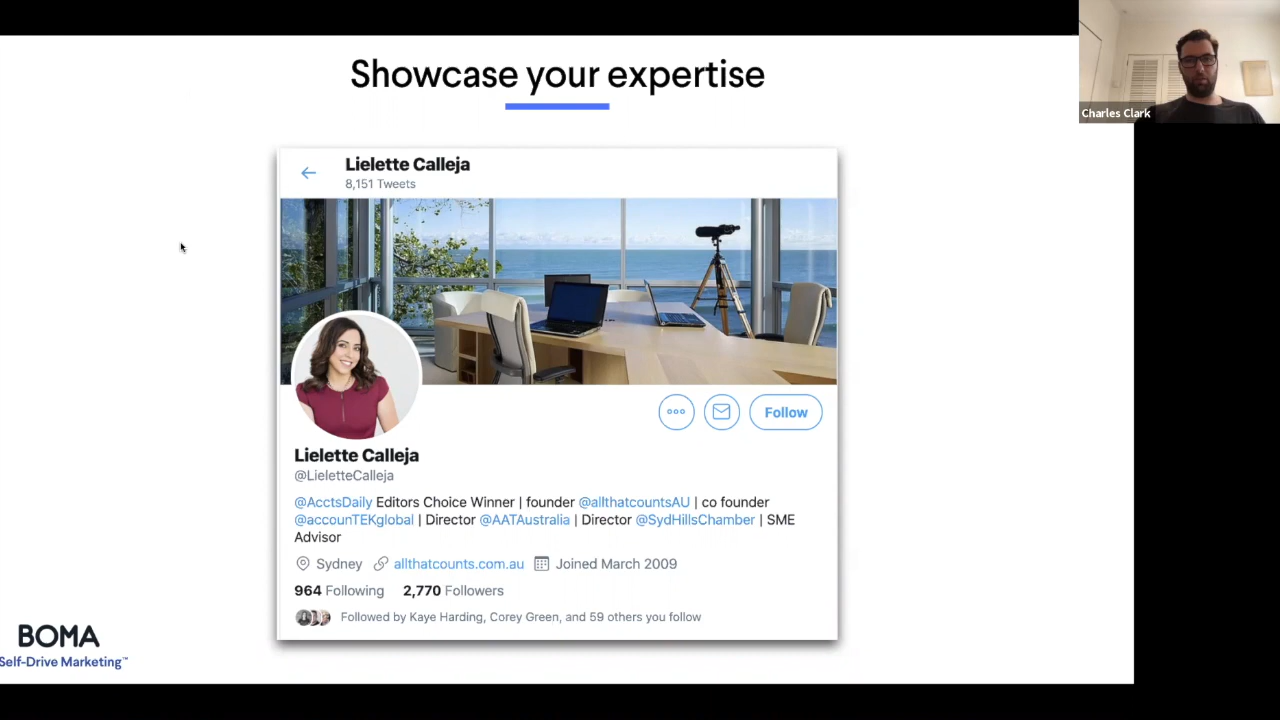 Showcase your expertise
Charles Clark
Lielette Calleja
8,151 Tweets
Follow
Lielette Calleja
@LieletteCalleja
@AcctsDaily Editors Choice Winner | founder @allthatcountsAU | co founder
@accounTEKglobal | Director @AATAustralia | Director @SydHillsChamber | SME
Advisor
Sydney allthatcounts.com.au Joined March 2009
964 Following 2,770 Followers
Followed by Kaye Harding, Corey Green, and 59 others you follow
BOMA
Self-Drive Marketing™